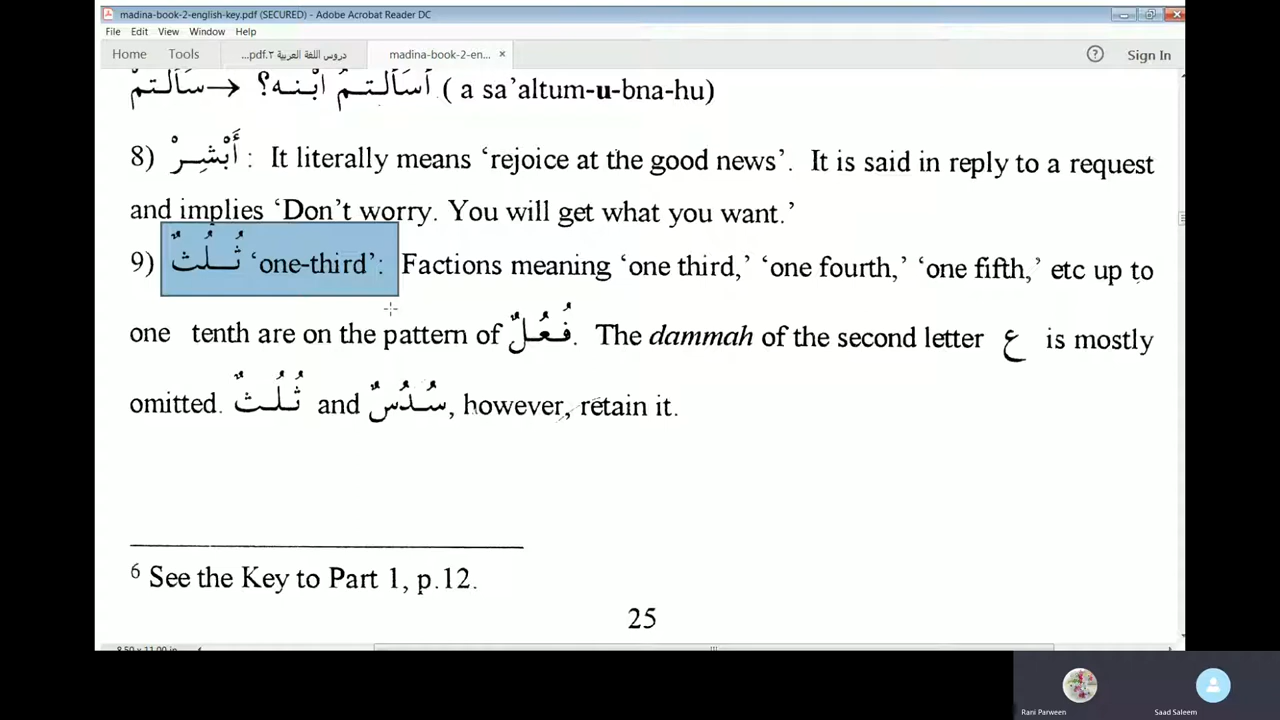 madina-book-2-english-key.pdf (SECURED) - Adobe Acrobat Reader DC
File Edit View Window Help
Home Tools دروس اللغة العربية ٢.pdf... madina-book-2-en... × ? Sign In
سَأَلْتُمْ → أَسَأَلْتُمُ ابْنَهُ؟ ( a sa’altum-u-bna-hu)
8) أَبْشِرْ : It literally means ‘rejoice at the good news’. It is said in reply to a request
and implies ‘Don’t worry. You will get what you want.’
9) ثُلُثٌ ‘one-third’: Factions meaning ‘one third,’ ‘one fourth,’ ‘one fifth,’ etc up to
one tenth are on the pattern of فُعُلٌ. The dammah of the second letter ع is mostly
omitted. ثُلُثٌ and سُدُسٌ, however, retain it.
6 See the Key to Part 1, p.12.
25
Rani Parween Saad Saleem